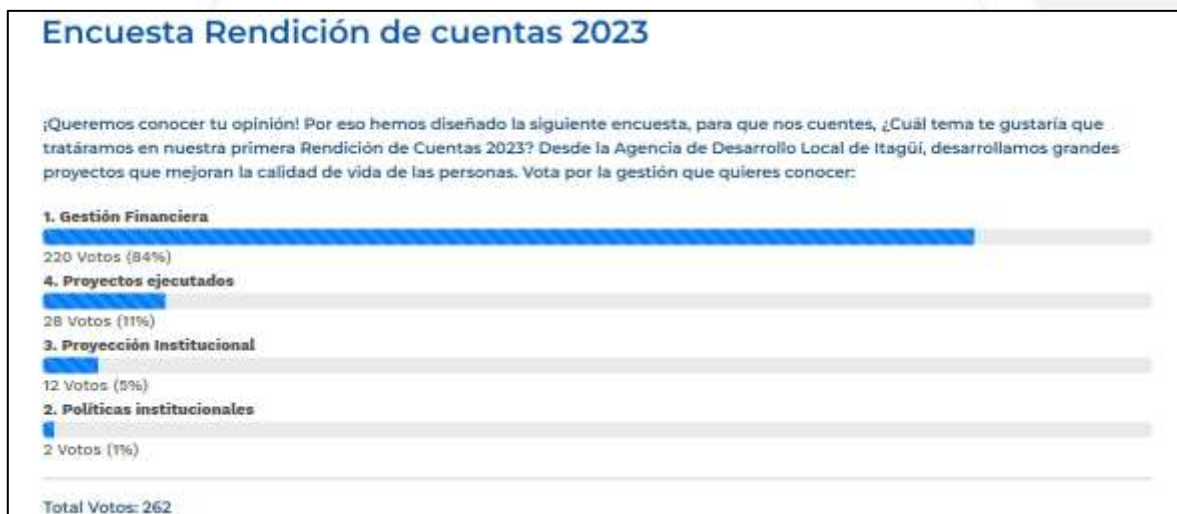 Encuesta Rendición de cuentas 2023
¡Queremos conocer tu opinión! Por eso hemos diseñado la siguiente encuesta, para que nos cuentes, ¿Cuál tema te gustaría que
tratáramos en nuestra primera Rendición de Cuentas 2023? Desde la Agencia de Desarrollo Local de Itagüí, desarrollamos grandes
proyectos que mejoran la calidad de vida de las personas. Vota por la gestión que quieres conocer:
1. Gestión Financiera
220 Votos (84%)
4. Proyectos ejecutados
28 Votos (11%)
3. Proyección Institucional
12 Votos (5%)
2. Políticas institucionales
2 Votos (1%)
Total Votos: 262